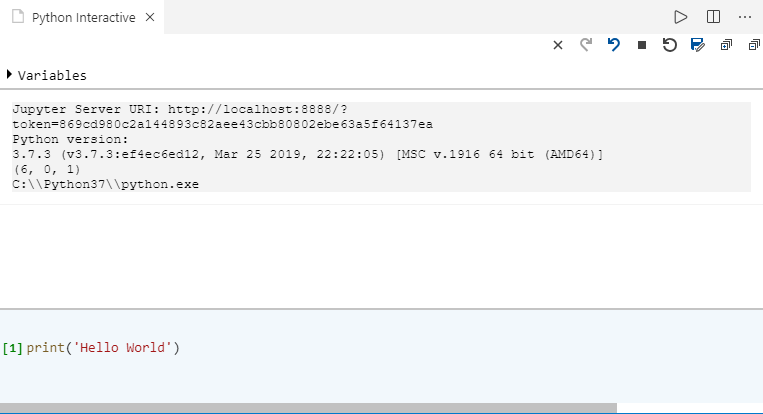 Python Interactive
Variables
Jupyter Server URI: http://localhost:8888/?
token=869cd980c2a144893c82aee43cbb80802ebe63a5f64137ea
Python version:
3.7.3 (v3.7.3:ef4ec6ed12, Mar 25 2019, 22:22:05) [MSC v.1916 64 bit (AMD64)]
(6, 0, 1)
C:\\Python37\\python.exe
[1] print('Hello World')